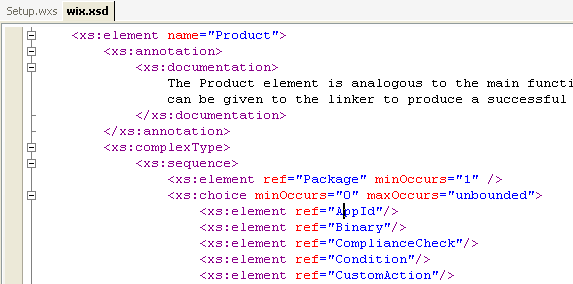 Setup.wxs wix.xsd
<xs:element name="Product">
<xs:annotation>
<xs:documentation>
The Product element is analogous to the main functi
can be given to the linker to produce a successful
</xs:documentation>
</xs:annotation>
<xs:complexType>
<xs:sequence>
<xs:element ref="Package" minOccurs="1" />
<xs:choice minOccurs="0" maxOccurs="unbounded">
<xs:element ref="AppId"/>
<xs:element ref="Binary"/>
<xs:element ref="ComplianceCheck"/>
<xs:element ref="Condition"/>
<xs:element ref="CustomAction"/>